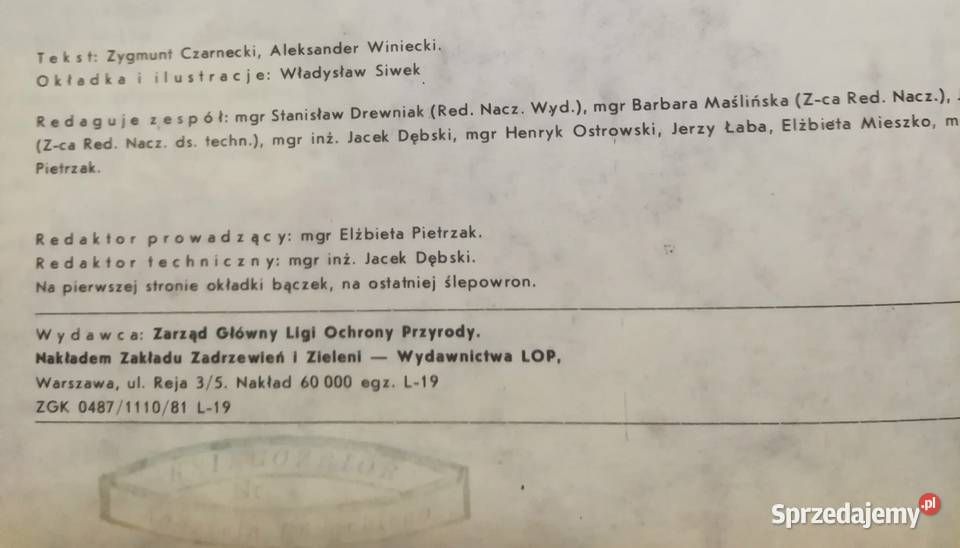 Tekst: Zygmunt Czarnecki, Aleksander Winiecki.
Okładka i ilustracje: Władysław Siwek
Redaguje zespół: mgr Stanisław Drewniak (Red. Nacz. Wyd.), mgr Barbara Maślińska (Z-ca Red. Nacz.),
(Z-ca Red. Nacz. ds. techn.), mgr inż. Jacek Dębski, mgr Henryk Ostrowski, Jerzy Łaba, Elżbieta Mieszko, m
Pietrzak.
Redaktor prowadzący: mgr Elżbieta Pietrzak.
Redaktor techniczny: mgr inż. Jacek Dębski.
Na pierwszej stronie okładki bączek, na ostatniej ślepowron.
Wydawca: Zarząd Główny Ligi Ochrony Przyrody.
Nakładem Zakładu Zadrzewień i Zieleni — Wydawnictwa LOP,
Warszawa, ul. Reja 3/5. Nakład 60 000 egz. L-19
ZGK 0487/1110/81 L-19
KSIĘGOZBIÓR
Nr
Sprzedajemy.pl